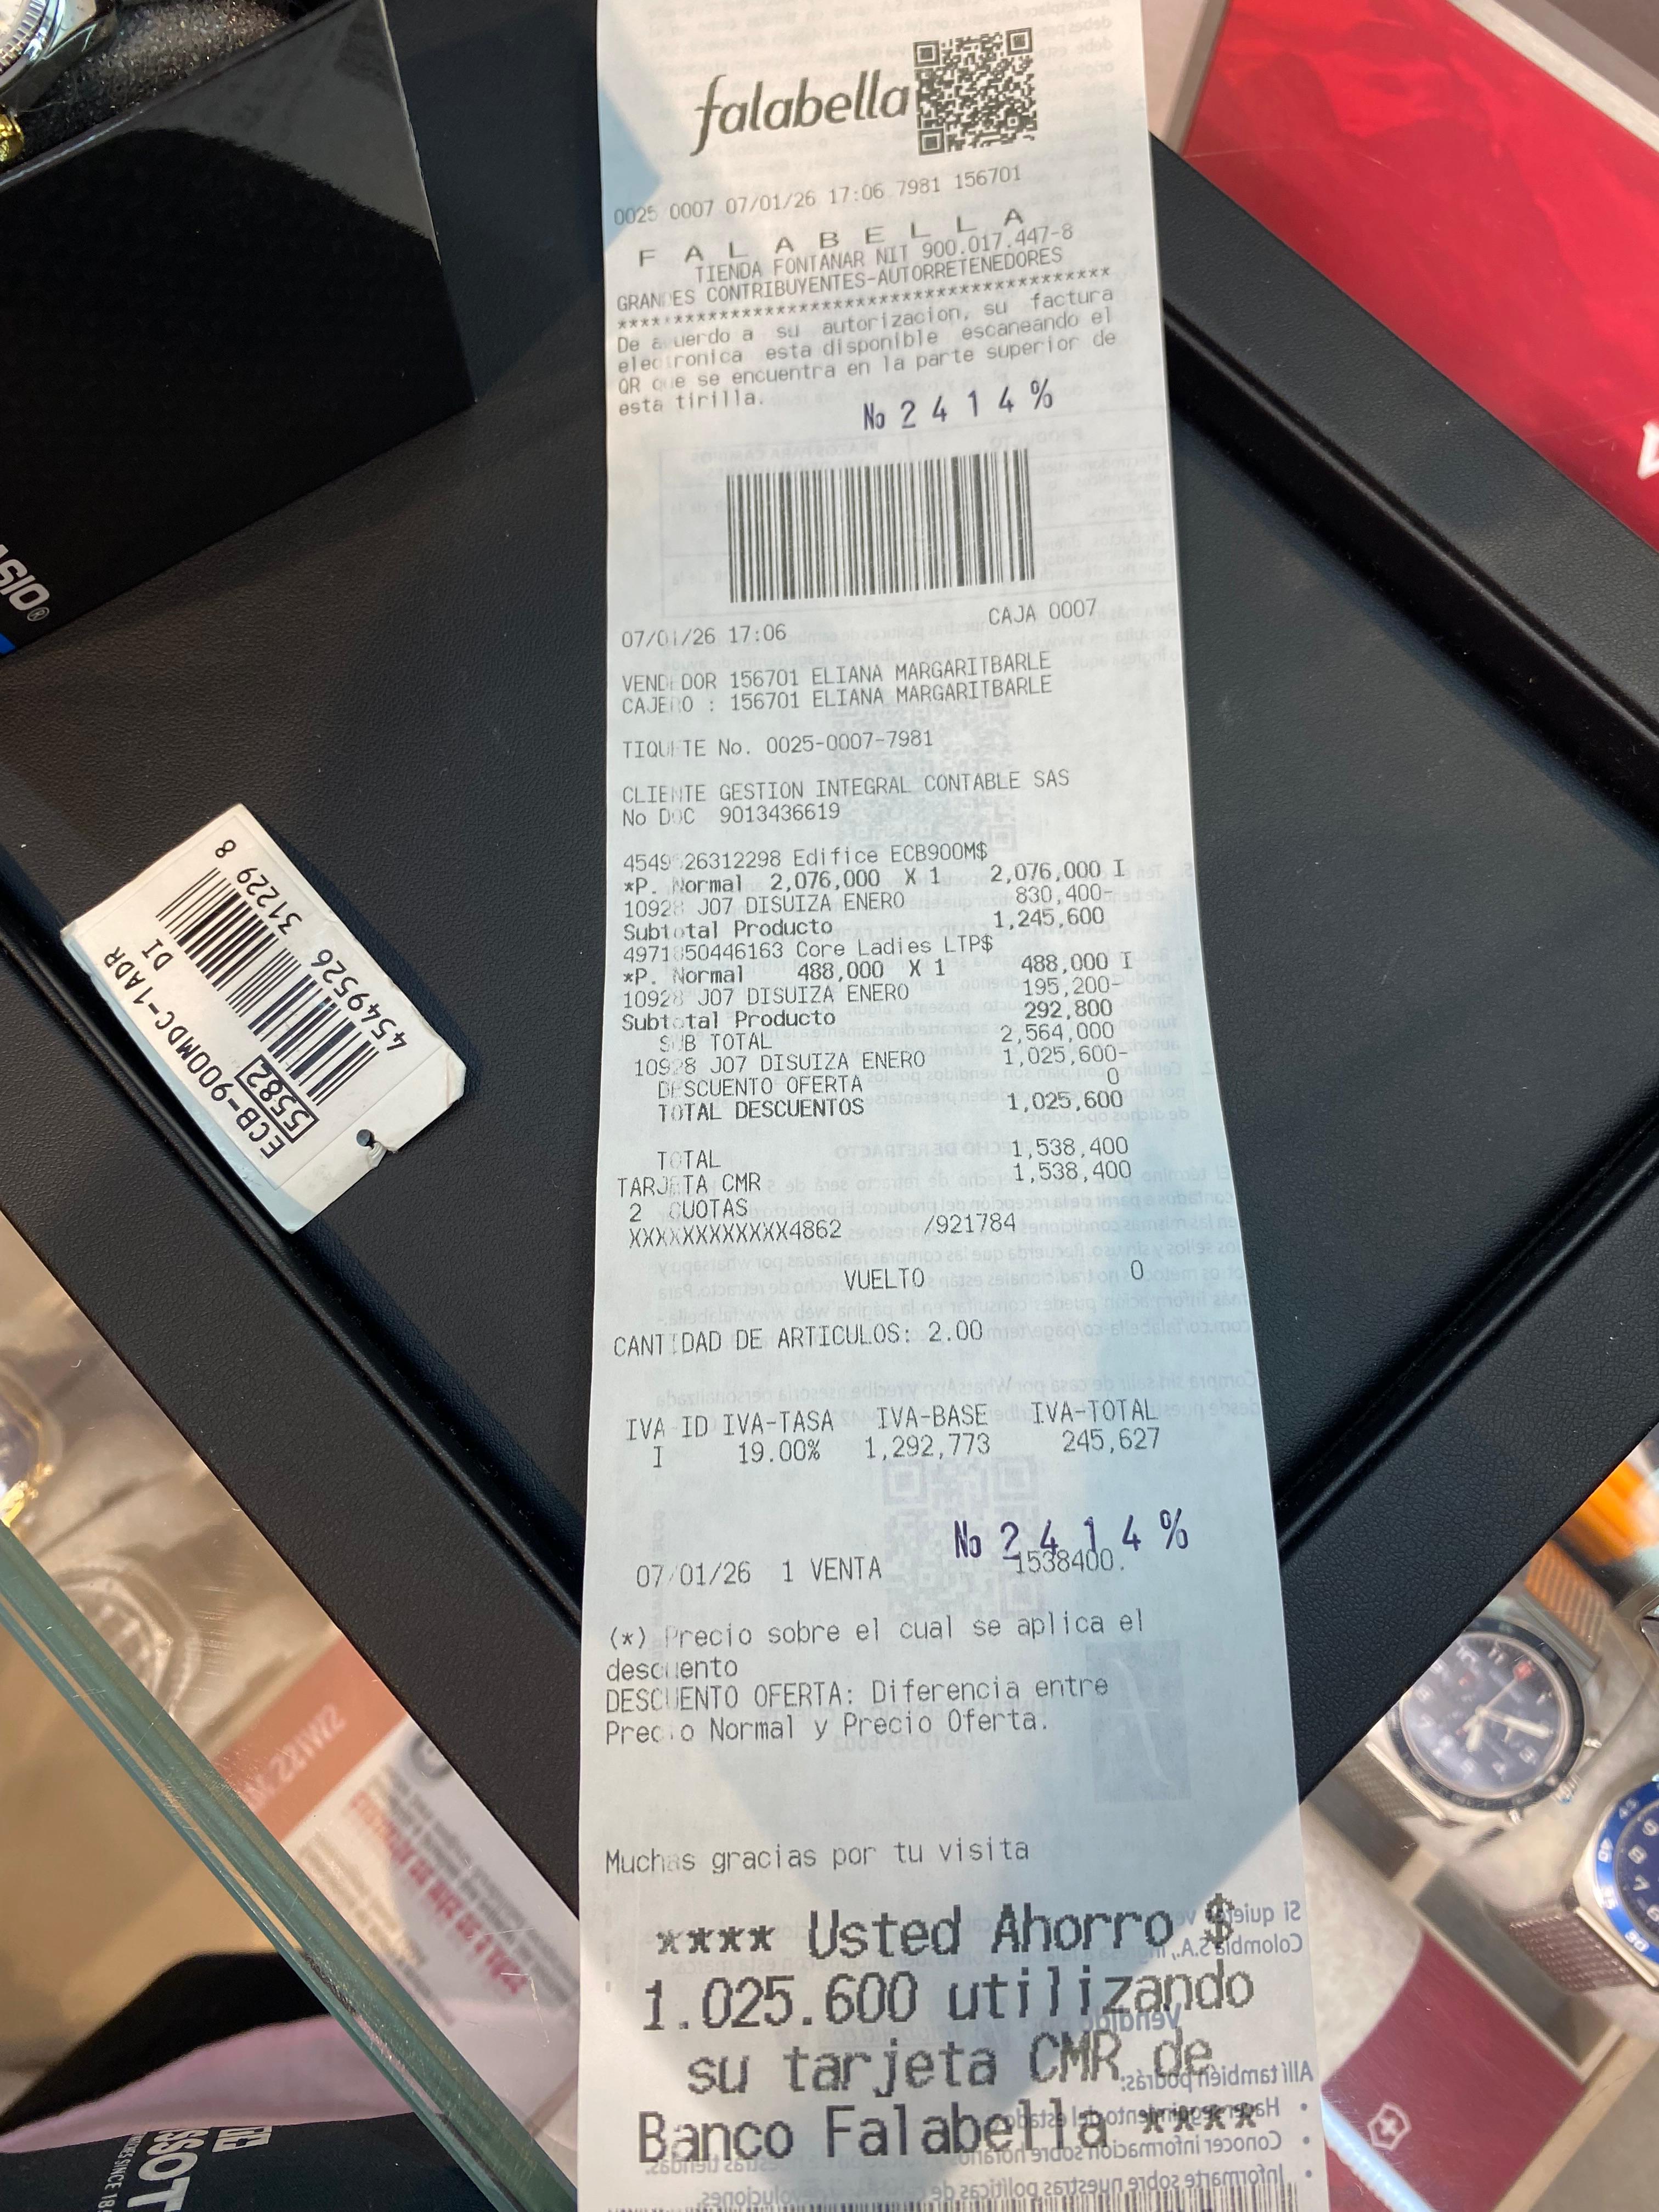 falabella
0025 0007 07/01/26 17:06 7981 156701
F A L A B E L L A
TIENDA FONTANAR NIT 900.017.447-8
GRANDES CONTRIBUYENTES-AUTORRETENEDORES
****************************************
De acuerdo a su autorizacion, su factura
electronica esta disponible escaneando el
QR que se encuentra en la parte superior de
esta tirilla.
No 2 4 1 4 %
07/01/26 17:06 CAJA 0007
VENDEDOR 156701 ELIANA MARGARITBARLE
CAJERO : 156701 ELIANA MARGARITBARLE
TIQUETE No. 0025-0007-7981
CLIENTE GESTION INTEGRAL CONTABLE SAS
No DOC 9013436619
4549526312298 Edifice ECB900M$
*P. Normal 2,076,000 X 1 2,076,000 I
10928 J07 DISUIZA ENERO 830,400-
Subtotal Producto 1,245,600
4971850446163 Core Ladies LTP$
*P. Normal 488,000 X 1 488,000 I
10928 J07 DISUIZA ENERO 195,200-
Subtotal Producto 292,800
SUB TOTAL 2,564,000
10928 J07 DISUIZA ENERO 1,025,600-
DESCUENTO OFERTA 0
TOTAL DESCUENTOS 1,025,600
TOTAL 1,538,400
TARJETA CMR 1,538,400
2 CUOTAS
XXXXXXXXXXXX4862 /921784
VUELTO 0
CANTIDAD DE ARTICULOS: 2.00
IVA-ID IVA-TASA IVA-BASE IVA-TOTAL
I 19.00% 1,292,773 245,627
No 2 4 1 4 %
07/01/26 1 VENTA 1538400.
(*) Precio sobre el cual se aplica el
descuento
DESCUENTO OFERTA: Diferencia entre
Precio Normal y Precio Oferta.
Muchas gracias por tu visita
**** Usted Ahorro $
1.025.600 utilizando
su tarjeta CMR de
Banco Falabella ****
ECB-900MDC-1ADR
55882 DI
4549526 31229 8